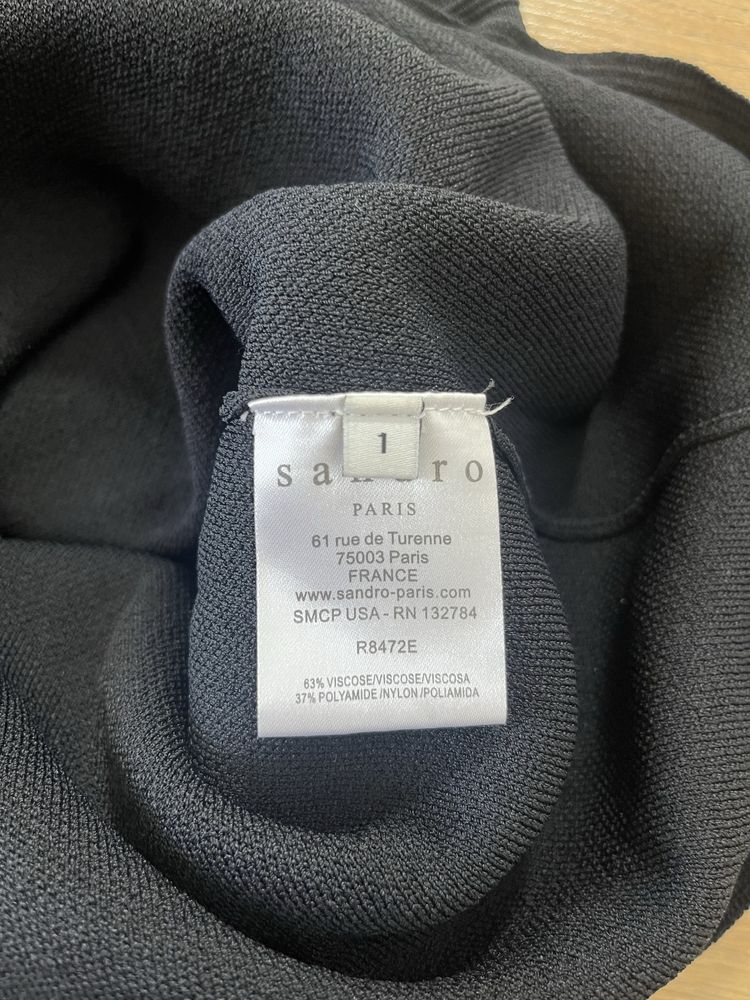 1
sandro
PARIS
61 rue de Turenne
75003 Paris
FRANCE
www.sandro-paris.com
SMCP USA - RN 132784
R8472E
63% VISCOSE/VISCOSE/VISCOSA
37% POLYAMIDE /NYLON /POLIAMIDA